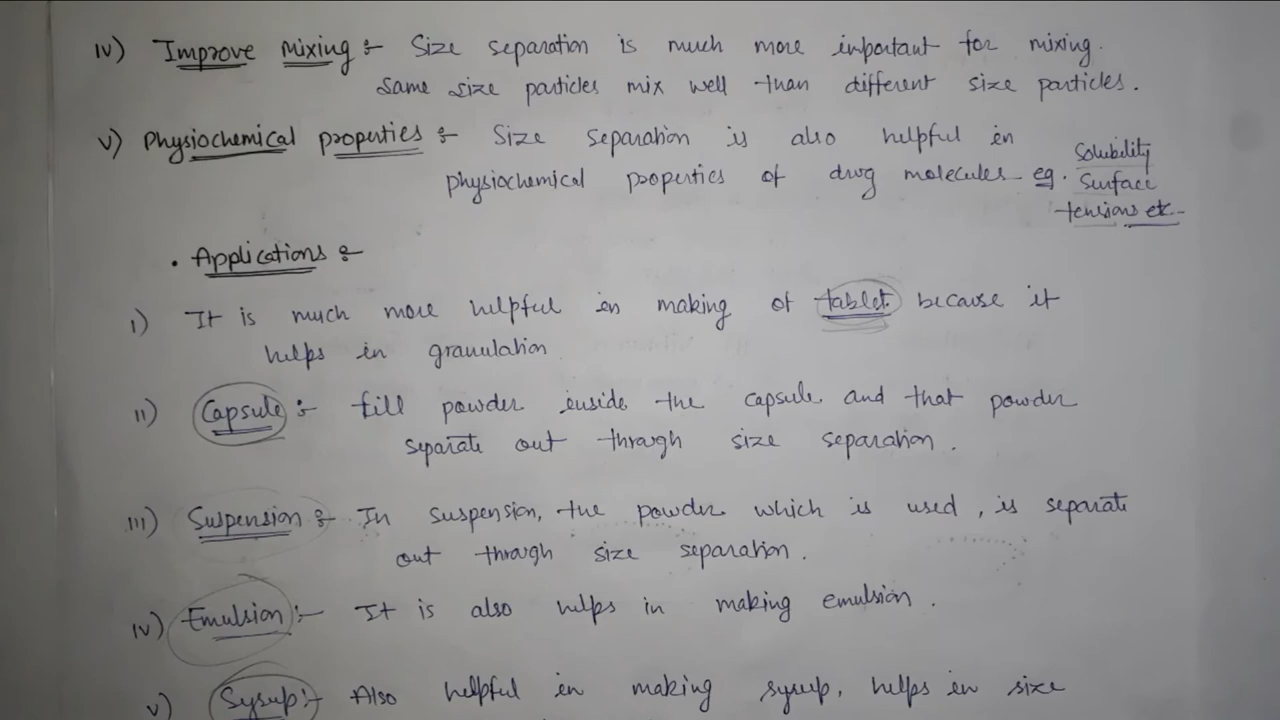 iv) Improve mixing :- Size separation is much more important for mixing.
Same size particles mix well than different size particles.
v) Physiochemical properties :- Size separation is also helpful in
physiochemical properties of drug molecules eg. Solubility
Surface
tensions etc-
. Applications :-
i) It is much more helpful in making of tablet because it
helps in granulation
ii) Capsule :- fill powder inside the capsule and that powder
separate out through size separation.
iii) Suspension :- In suspension, the powder which is used, is separate
out through size separation.
iv) Emulsion :- It is also helps in making emulsion.
v) Sysup :- Also helpful in making syrup, helps in size